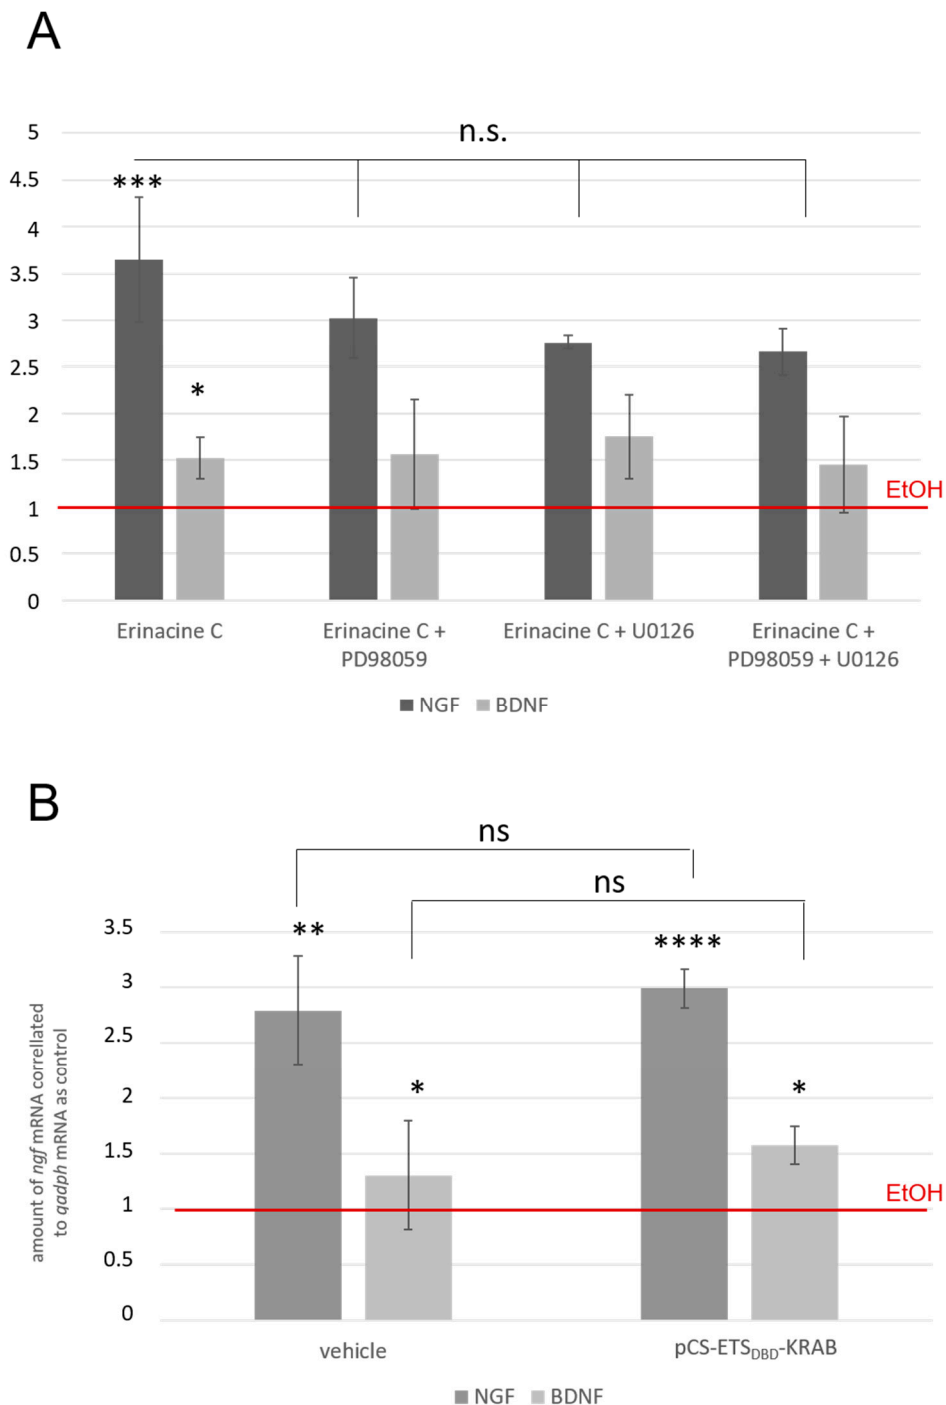 A
n.s.
5
4.5
4
3.5
3
2.5
2
1.5
1
0.5
0
***
*
EtOH
Erinacine C
Erinacine C +
PD98059
Erinacine C + U0126
Erinacine C +
PD98059 + U0126
NGF BDNF
B
ns
ns
amount of ngf mRNA correllated
to qadph mRNA as control
3.5
3
2.5
2
1.5
1
0.5
0
**
*
****
*
EtOH
vehicle
pCS-ETSDBD-KRAB
NGF BDNF